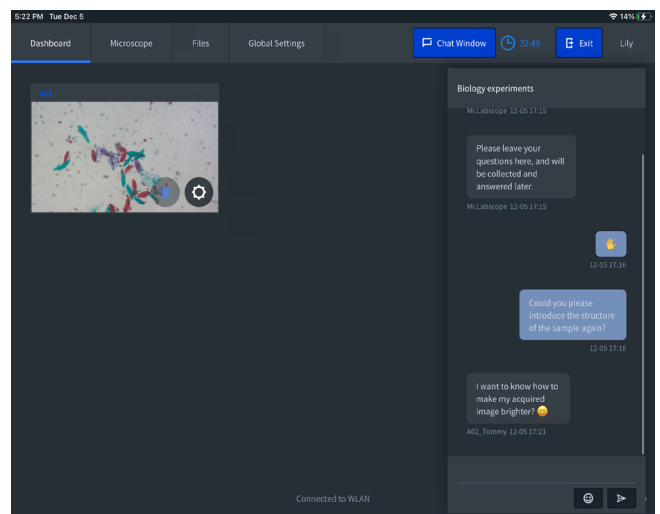 5:22 PM Tue Dec 5
14%
Dashboard
Microscope
Files
Global Settings
Chat Window
32:49
Exit
Lily
A01
Biology experiments
Mr.Labscope 12-05 17:15
Please leave your
questions here, and will
be collected and
answered later.
Mr.Labscope 12-05 17:15
12-05 17:16
Could you please
introduce the structure
of the sample again?
12-05 17:18
I want to know how to
make my acquired
image brighter? 😄
A02_Tommy 12-05 17:21
Connected to WLAN